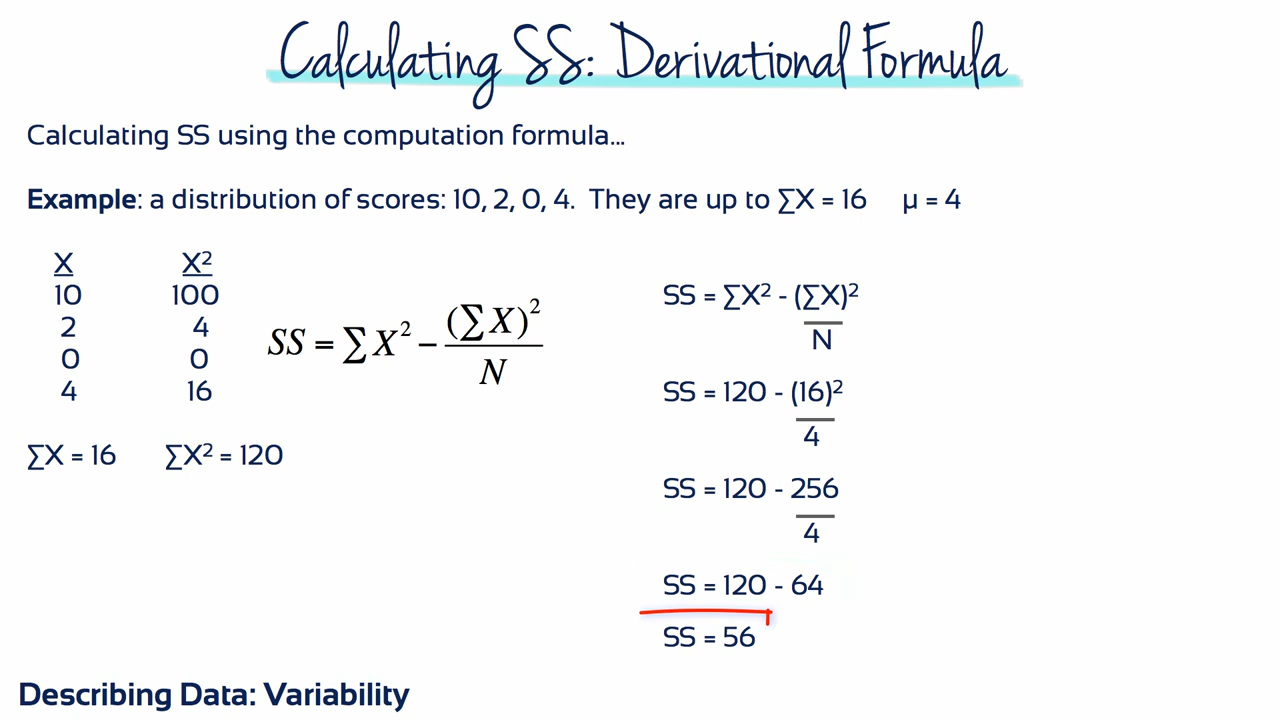 Calculating SS: Derivational Formula
Calculating SS using the computation formula...
Example: a distribution of scores: 10, 2, 0, 4. They are up to ∑X = 16 μ = 4
X X²
10 100
2 4
0 0
4 16
∑X = 16 ∑X² = 120
SS = ∑X² - (∑X)²
N
SS = ∑X² - (∑X)²
N
SS = 120 - (16)²
4
SS = 120 - 256
4
SS = 120 - 64
SS = 56
Describing Data: Variability